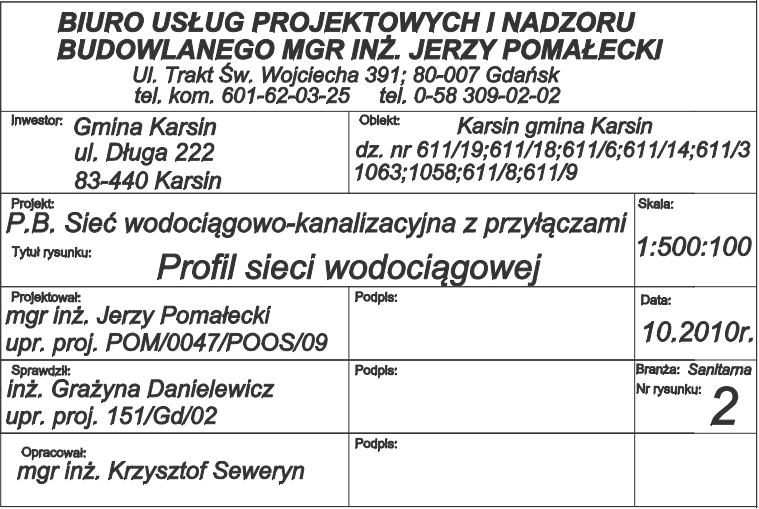 BIURO USŁUG PROJEKTOWYCH I NADZORU
BUDOWLANEGO MGR INŻ. JERZY POMAŁECKI
Ul. Trakt Św. Wojciecha 391; 80-007 Gdańsk
tel. kom. 601-62-03-25 tel. 0-58 309-02-02
Inwestor: Gmina Karsin
ul. Długa 222
83-440 Karsin
Obiekt: Karsin gmina Karsin
dz. nr 611/19;611/18;611/6;611/14;611/3
1063;1058;611/8;611/9
Projekt:
P.B. Sieć wodociągowo-kanalizacyjna z przyłączami
Tytuł rysunku:
Profil sieci wodociągowej
Skala:
1:500:100
Projektował:
mgr inż. Jerzy Pomałecki
upr. proj. POM/0047/POOS/09
Podpis:
Data:
10.2010r.
Sprawdził:
inż. Grażyna Danielewicz
upr. proj. 151/Gd/02
Podpis:
Branża: Sanitarna
Nr rysunku: 2
Opracował:
mgr inż. Krzysztof Seweryn
Podpis: